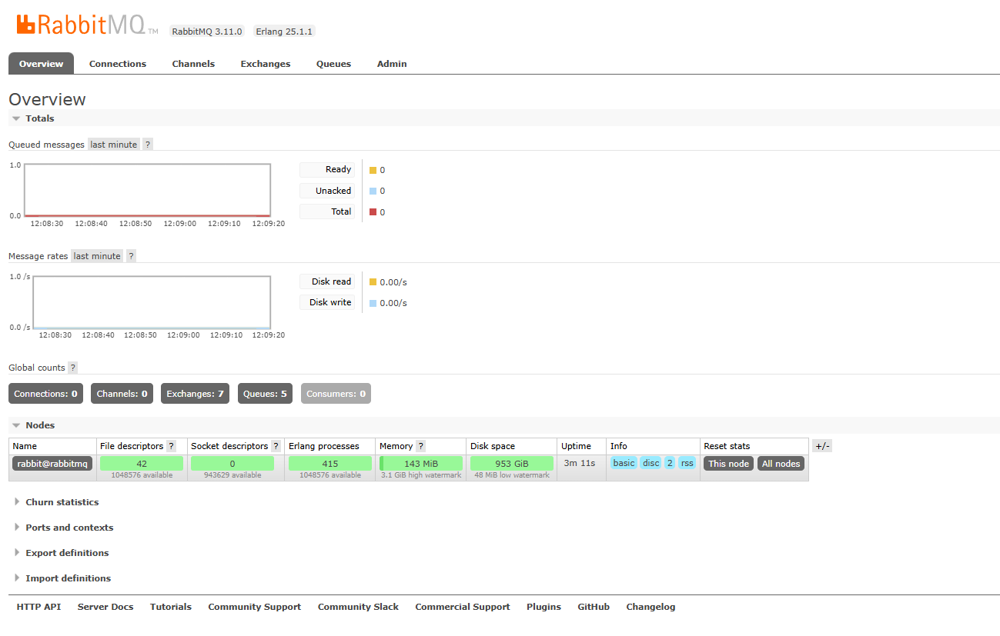 RabbitMQ TM RabbitMQ 3.11.0 Erlang 25.1.1
Overview Connections Channels Exchanges Queues Admin
Overview
Totals
Queued messages last minute ?
1.0
0.0
12:08:30 12:08:40 12:08:50 12:09:00 12:09:10 12:09:20
Ready 0
Unacked 0
Total 0
Message rates last minute ?
1.0 /s
0.0 /s
12:08:30 12:08:40 12:08:50 12:09:00 12:09:10 12:09:20
Disk read 0.00/s
Disk write 0.00/s
Global counts ?
Connections: 0 Channels: 0 Exchanges: 7 Queues: 5 Consumers: 0
Nodes
Name File descriptors ? Socket descriptors ? Erlang processes Memory ? Disk space Uptime Info Reset stats +/-
rabbit@rabbitmq 42 0 415 143 MiB 953 GiB 3m 11s basic disc 2 rss This node All nodes
1048576 available 943629 available 1048576 available 3.1 GiB high watermark 48 MiB low watermark
Churn statistics
Ports and contexts
Export definitions
Import definitions
HTTP API Server Docs Tutorials Community Support Community Slack Commercial Support Plugins GitHub Changelog